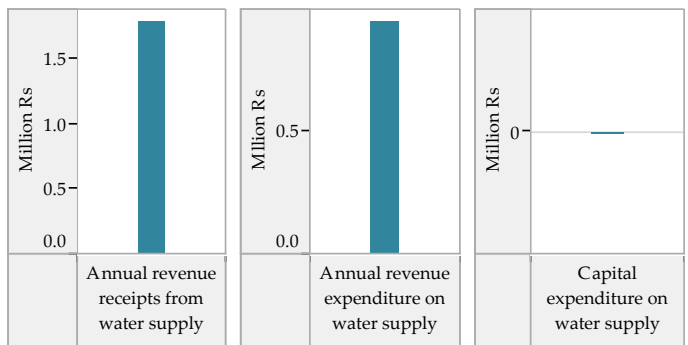 Million Rs
1.5
1.0
0.5
0.0
Annual revenue
receipts from
water supply
Mllion Rs
0.5
0.0
Annual revenue
expenditure on
water supply
Million Rs
0
Capital
expenditure on
water supply